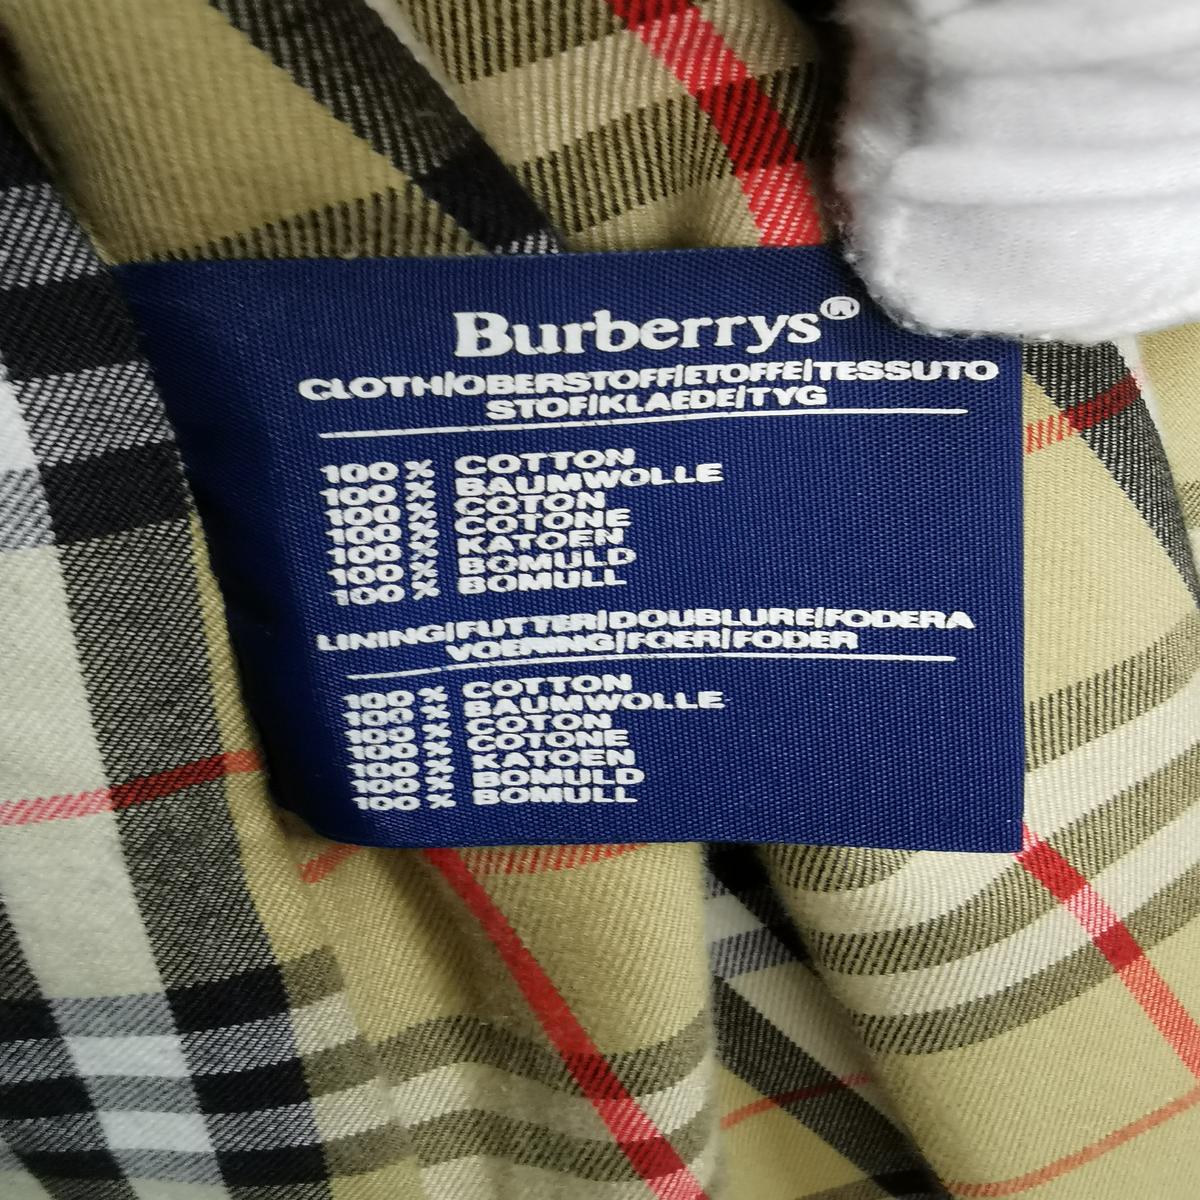 Burberrys®
CLOTH/OBERSTOFF/ETOFFE/TESSUTO
STOF/KLAEDE/TYG
100 % COTTON
100 % BAUMWOLLE
100 % COTON
100 % COTONE
100 % KATOEN
100 % BOMULD
100 % BOMULL
LINING/FUTTER/DOUBLURE/FODERA
VOERING/FOER/FODER
100 % COTTON
100 % BAUMWOLLE
100 % COTON
100 % COTONE
100 % KATOEN
100 % BOMULD
100 % BOMULL